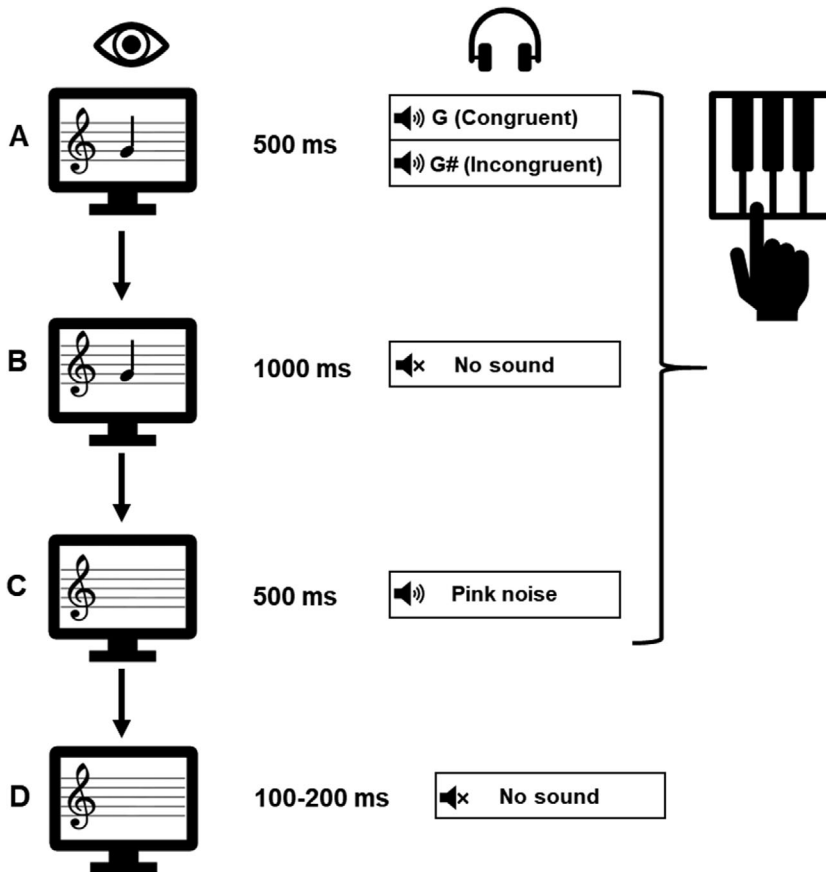 A
500 ms
G (Congruent)
G# (Incongruent)
B
1000 ms
No sound
C
500 ms
Pink noise
D
100-200 ms
No sound